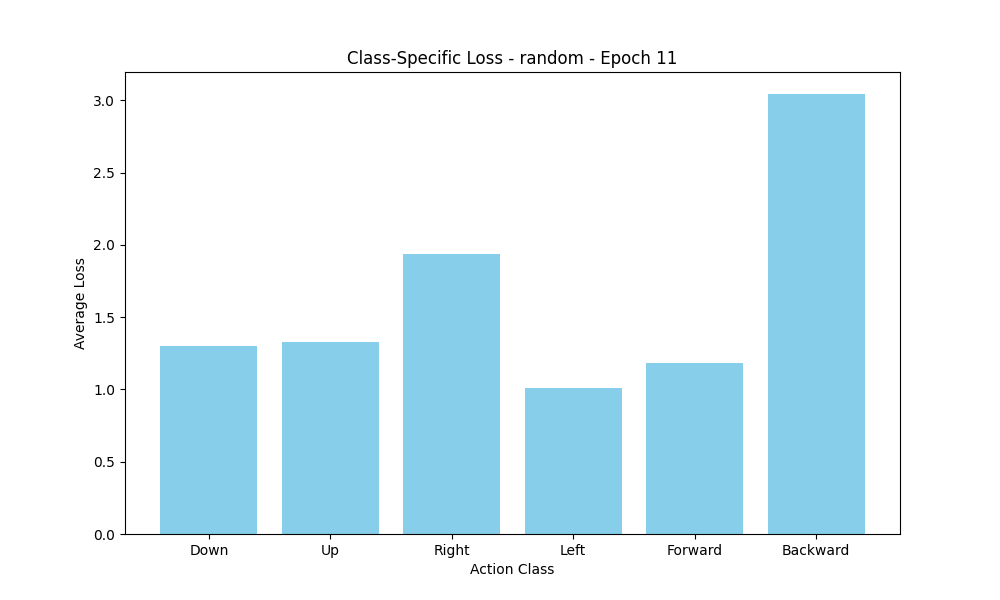 Class-Specific Loss - random - Epoch 11
3.0
2.5
2.0
1.5
1.0
0.5
0.0
Average Loss
Down Up Right Left Forward Backward
Action Class